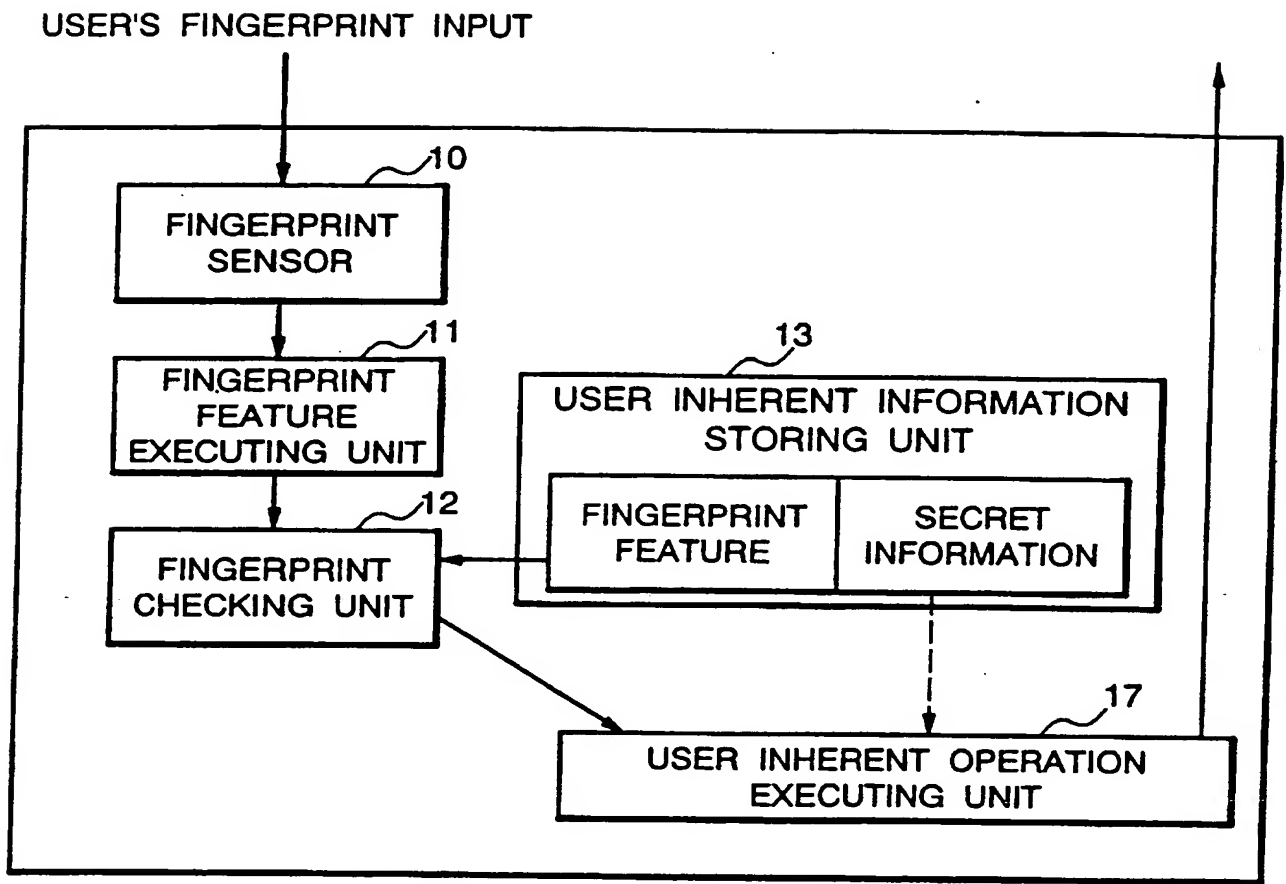 USER'S FINGERPRINT INPUT
10
FINGERPRINT
SENSOR
11
FINGERPRINT
FEATURE
EXECUTING UNIT
12
FINGERPRINT
CHECKING UNIT
13
USER INHERENT INFORMATION
STORING UNIT
FINGERPRINT
FEATURE
SECRET
INFORMATION
17
USER INHERENT OPERATION
EXECUTING UNIT